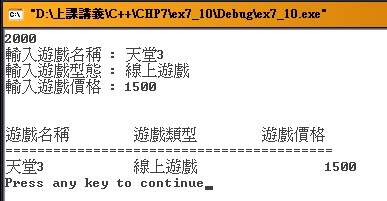 "D:\上課講義\C++\CHP7\ex7_10\Debug\ex7_10.exe"
2000
輸入遊戲名稱 : 天堂3
輸入遊戲型態 : 線上遊戲
輸入遊戲價格 : 1500
遊戲名稱 遊戲類型 遊戲價格
=========================================
天堂3 線上遊戲 1500
Press any key to continue